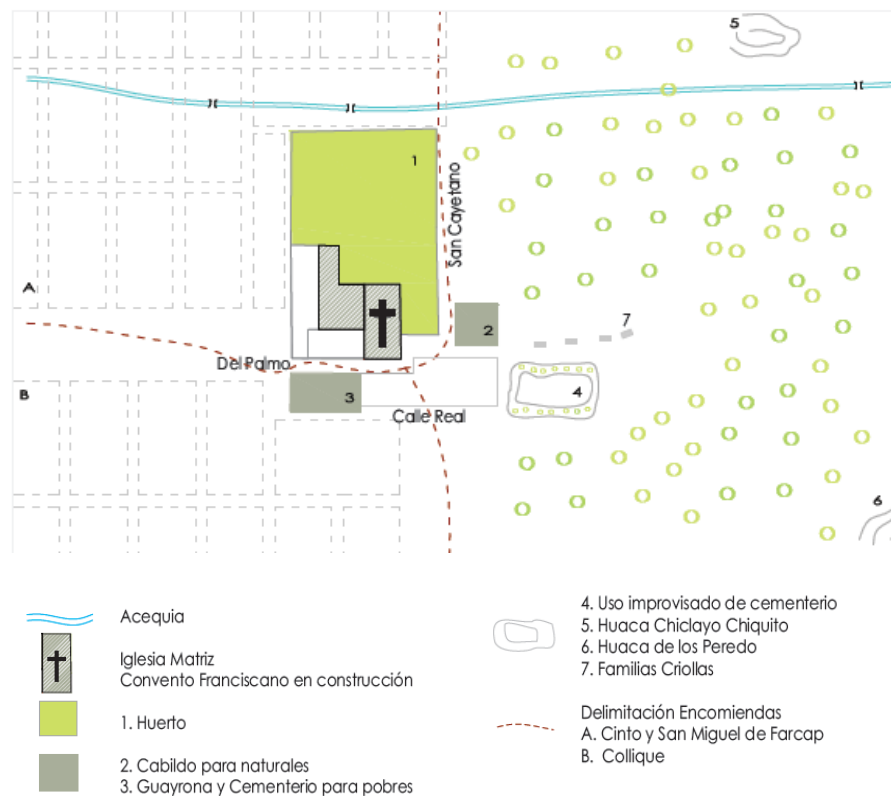 5
1
San Cayetano
A
2
7
Del Palmo
B
3
4
Calle Real
6
Acequia
Iglesia Matriz
Convento Franciscano en construcción
1. Huerto
2. Cabildo para naturales
3. Guayrona y Cementerio para pobres
4. Uso improvisado de cementerio
5. Huaca Chiclayo Chiquito
6. Huaca de los Peredo
7. Familias Criollas
Delimitación Encomiendas
A. Cinto y San Miguel de Farcap
B. Collique